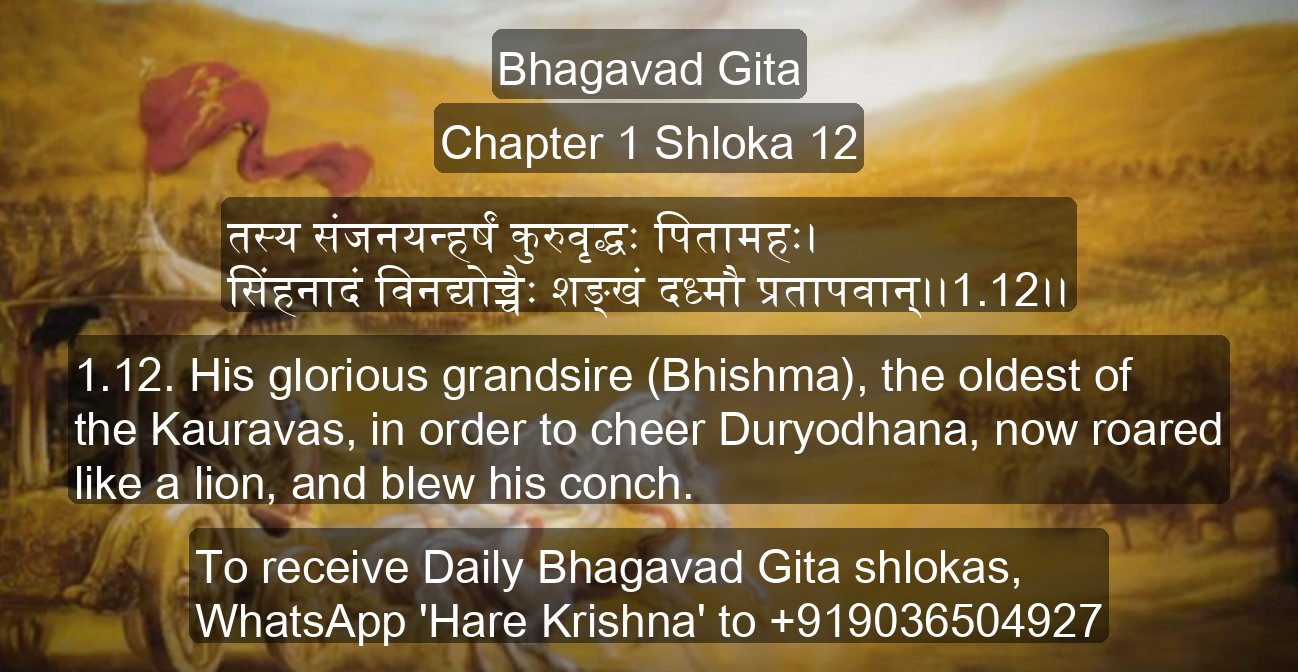 Bhagavad Gita
Chapter 1 Shloka 12
तस्य संजनयन्हर्षं कुरुवृद्धः पितामहः।
सिंहनादं विनद्योच्चैः शङ्खं दध्मौ प्रतापवान्।।1.12।।
1.12. His glorious grandsire (Bhishma), the oldest of
the Kauravas, in order to cheer Duryodhana, now roared
like a lion, and blew his conch.
To receive Daily Bhagavad Gita shlokas,
WhatsApp 'Hare Krishna' to +919036504927